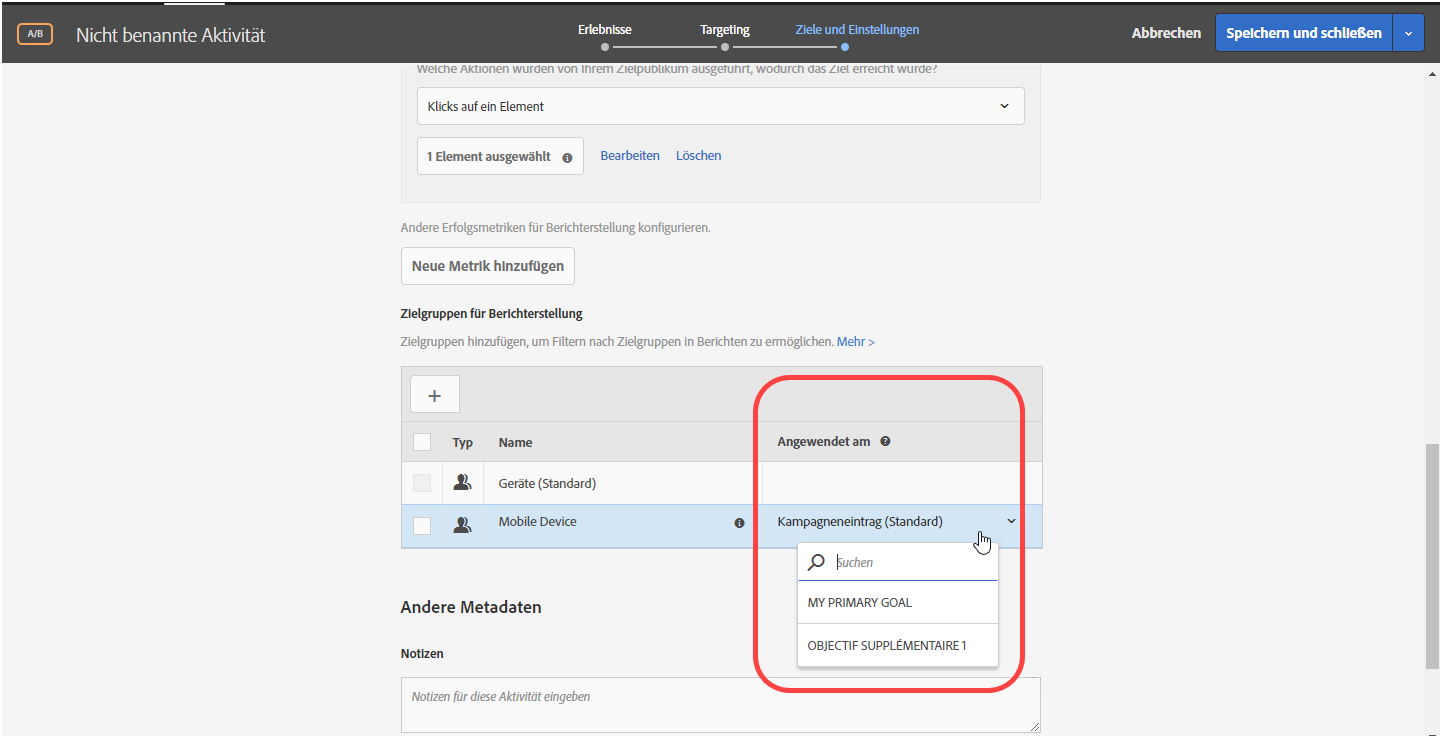 A/B
Nicht benannte Aktivität
Erlebnisse
Targeting
Ziele und Einstellungen
Abbrechen
Speichern und schließen
Welche Aktionen wurden von Ihrem Zielpublikum ausgeführt, wodurch das Ziel erreicht wurde?
Klicks auf ein Element
1 Element ausgewählt
Bearbeiten
Löschen
Andere Erfolgsmetriken für Berichterstellung konfigurieren.
Neue Metrik hinzufügen
Zielgruppen für Berichterstellung
Zielgruppen hinzufügen, um Filtern nach Zielgruppen in Berichten zu ermöglichen. Mehr >
+
Typ
Name
Angewendet am
Geräte (Standard)
Mobile Device
Kampagneneintrag (Standard)
Suchen
MY PRIMARY GOAL
OBJECTIF SUPPLÉMENTAIRE 1
Andere Metadaten
Notizen
Notizen für diese Aktivität eingeben